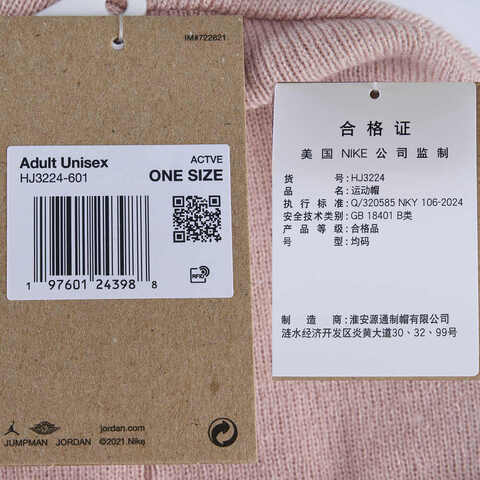 IM#722621
Adult Unisex
HJ3224-601
ACTVE
ONE SIZE
RFID
1 97601 24398 8
JUMPMAN JORDAN
jordan.com
©2021 Nike
合格证
美国 NIKE 公司监制
货号:HJ3224
品名:运动帽
执行标准:Q/320585 NKY 106-2024
安全技术类别:GB 18401 B类
产品等级:合格品
号型:均码
制造商:淮安源通制帽有限公司
涟水经济开发区炎黄大道30、32、99号